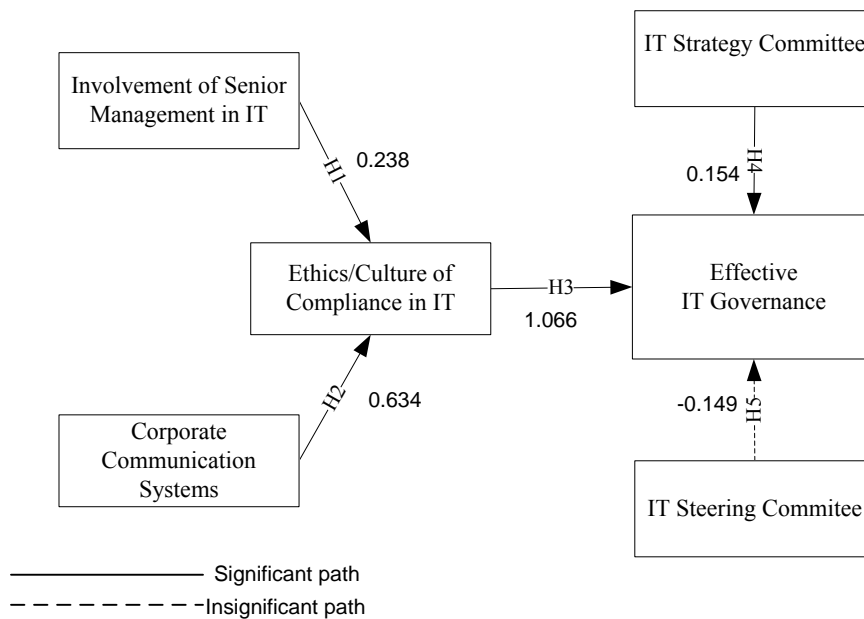 IT Strategy Committee
Involvement of Senior
Management in IT
H1
0.238
H4
0.154
Ethics/Culture of
Compliance in IT
H3
1.066
Effective
IT Governance
H2
0.634
-0.149
H5
Corporate
Communication
Systems
IT Steering Commitee
Significant path
Insignificant path